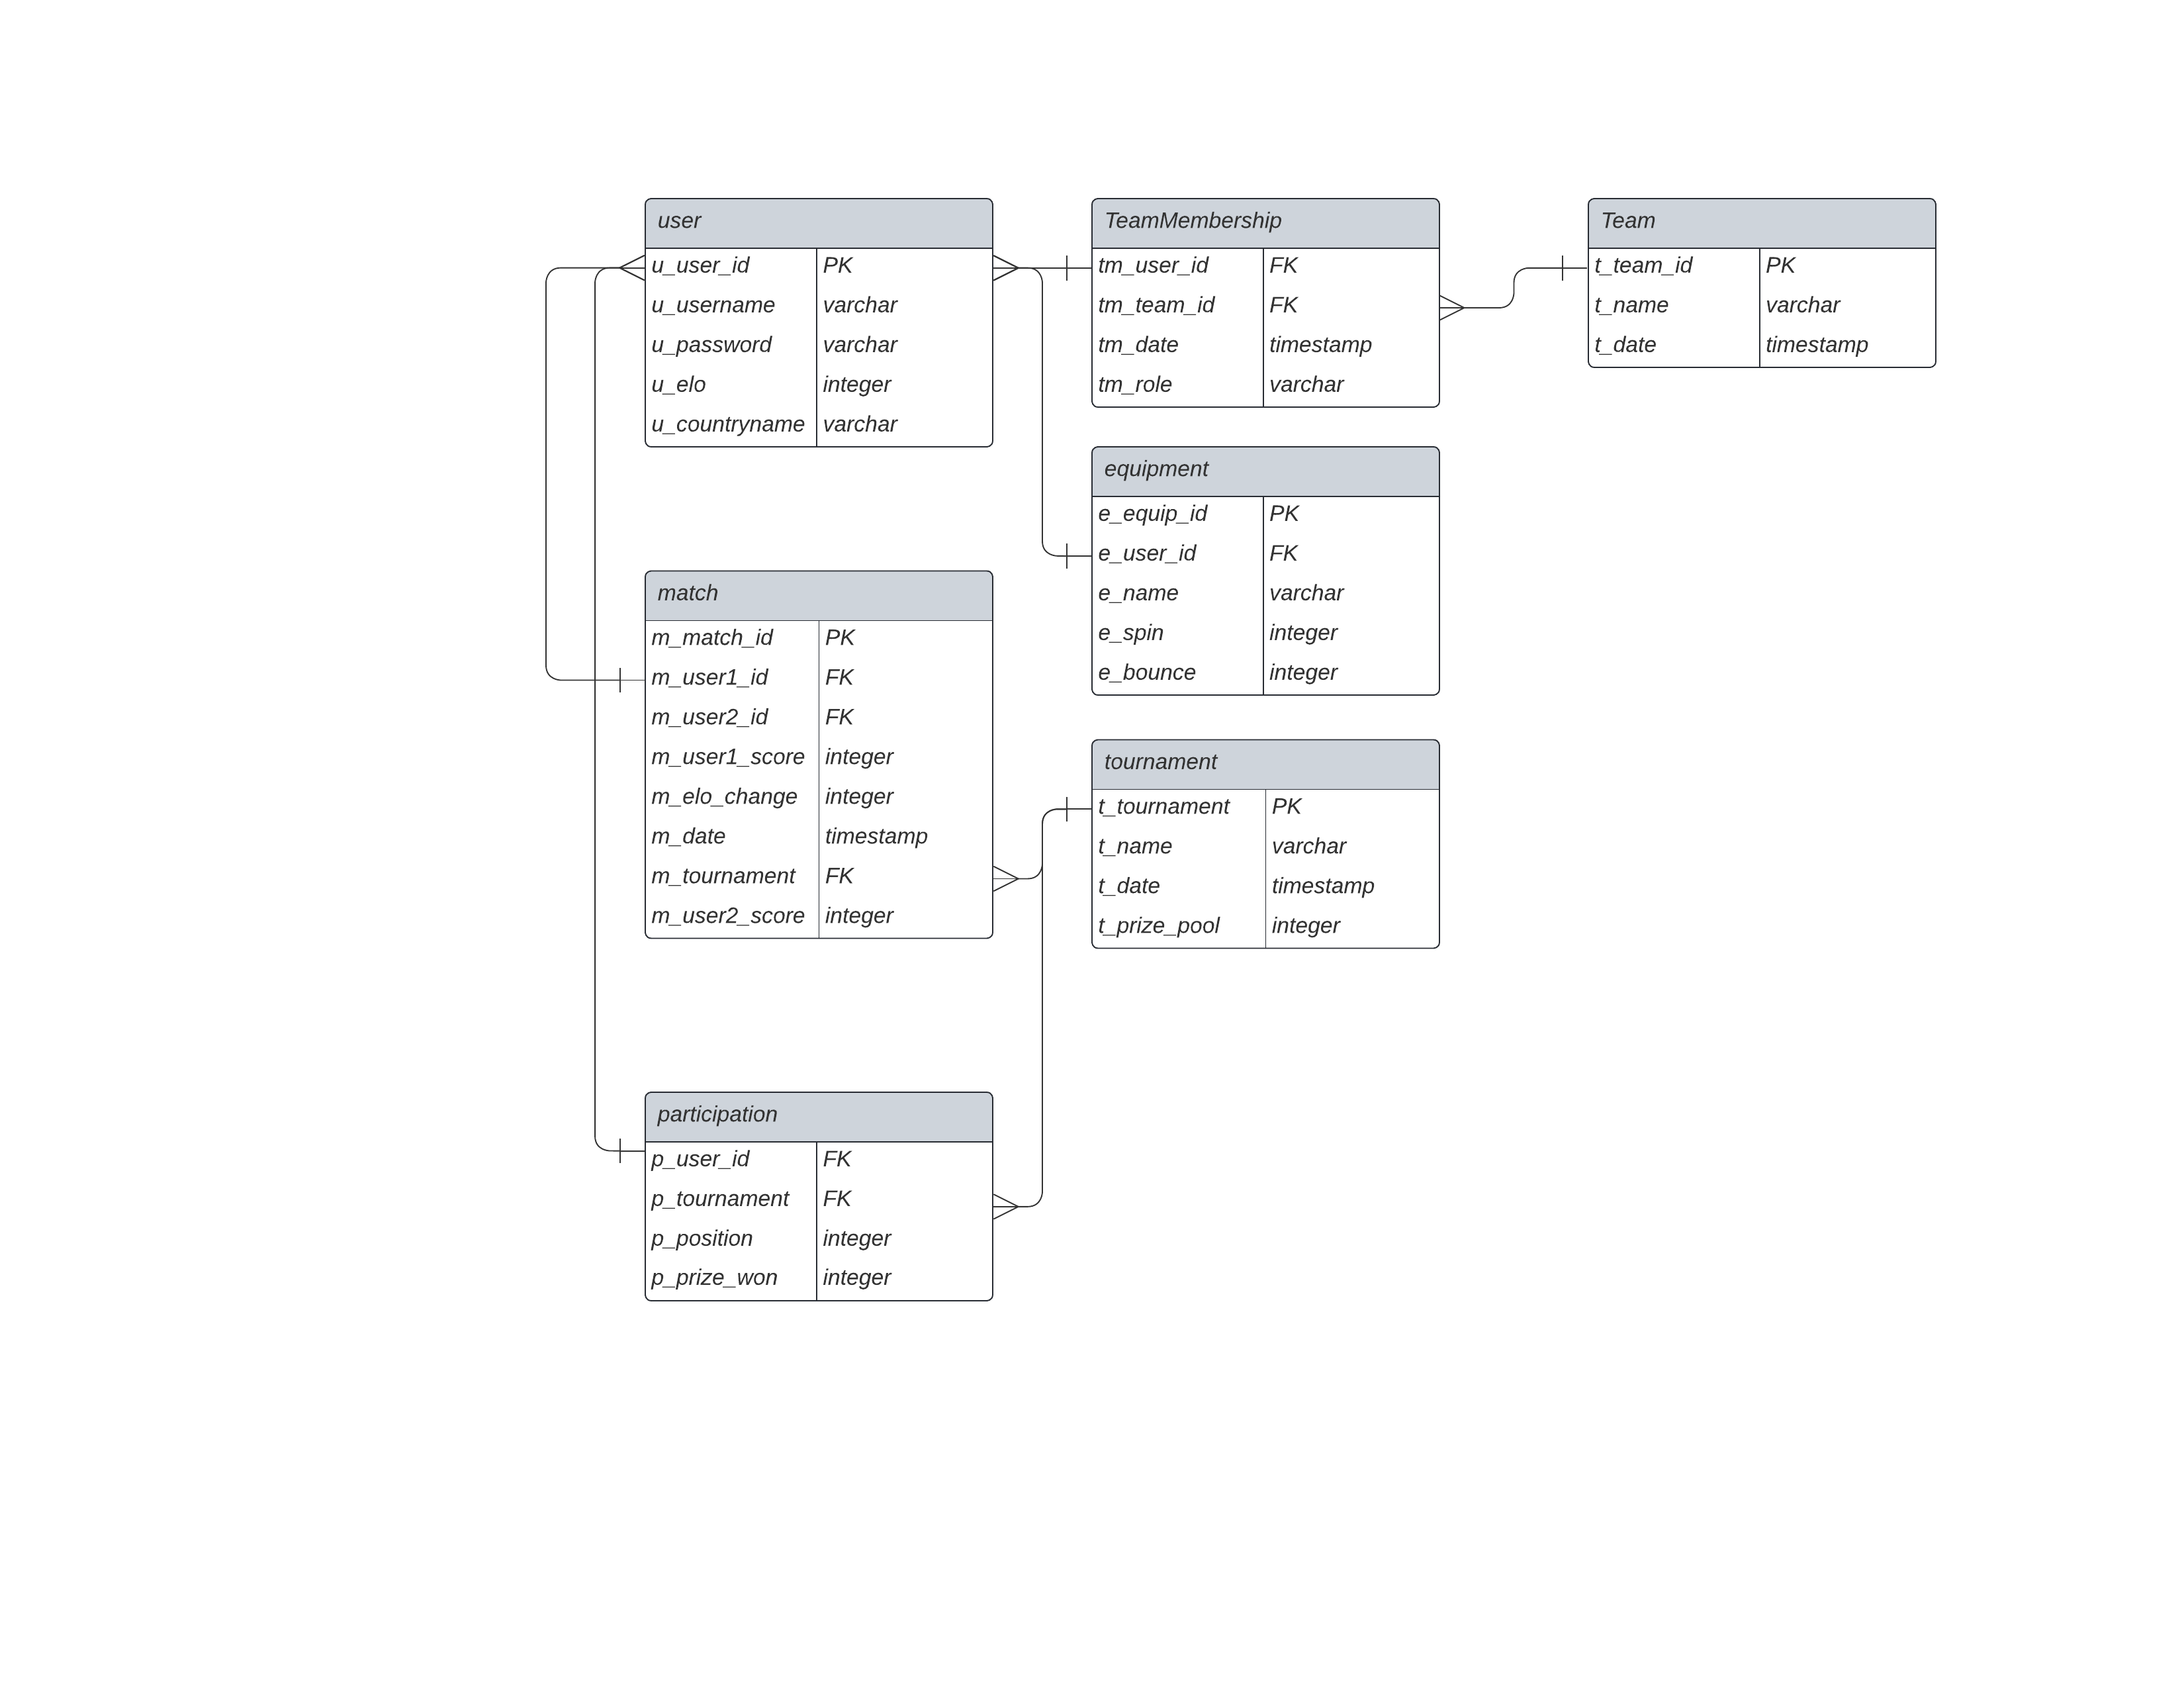 user
u_user_id PK
u_username varchar
u_password varchar
u_elo integer
u_countryname varchar
TeamMembership
tm_user_id FK
tm_team_id FK
tm_date timestamp
tm_role varchar
Team
t_team_id PK
t_name varchar
t_date timestamp
equipment
e_equip_id PK
e_user_id FK
e_name varchar
e_spin integer
e_bounce integer
match
m_match_id PK
m_user1_id FK
m_user2_id FK
m_user1_score integer
m_elo_change integer
m_date timestamp
m_tournament FK
m_user2_score integer
tournament
t_tournament PK
t_name varchar
t_date timestamp
t_prize_pool integer
participation
p_user_id FK
p_tournament FK
p_position integer
p_prize_won integer